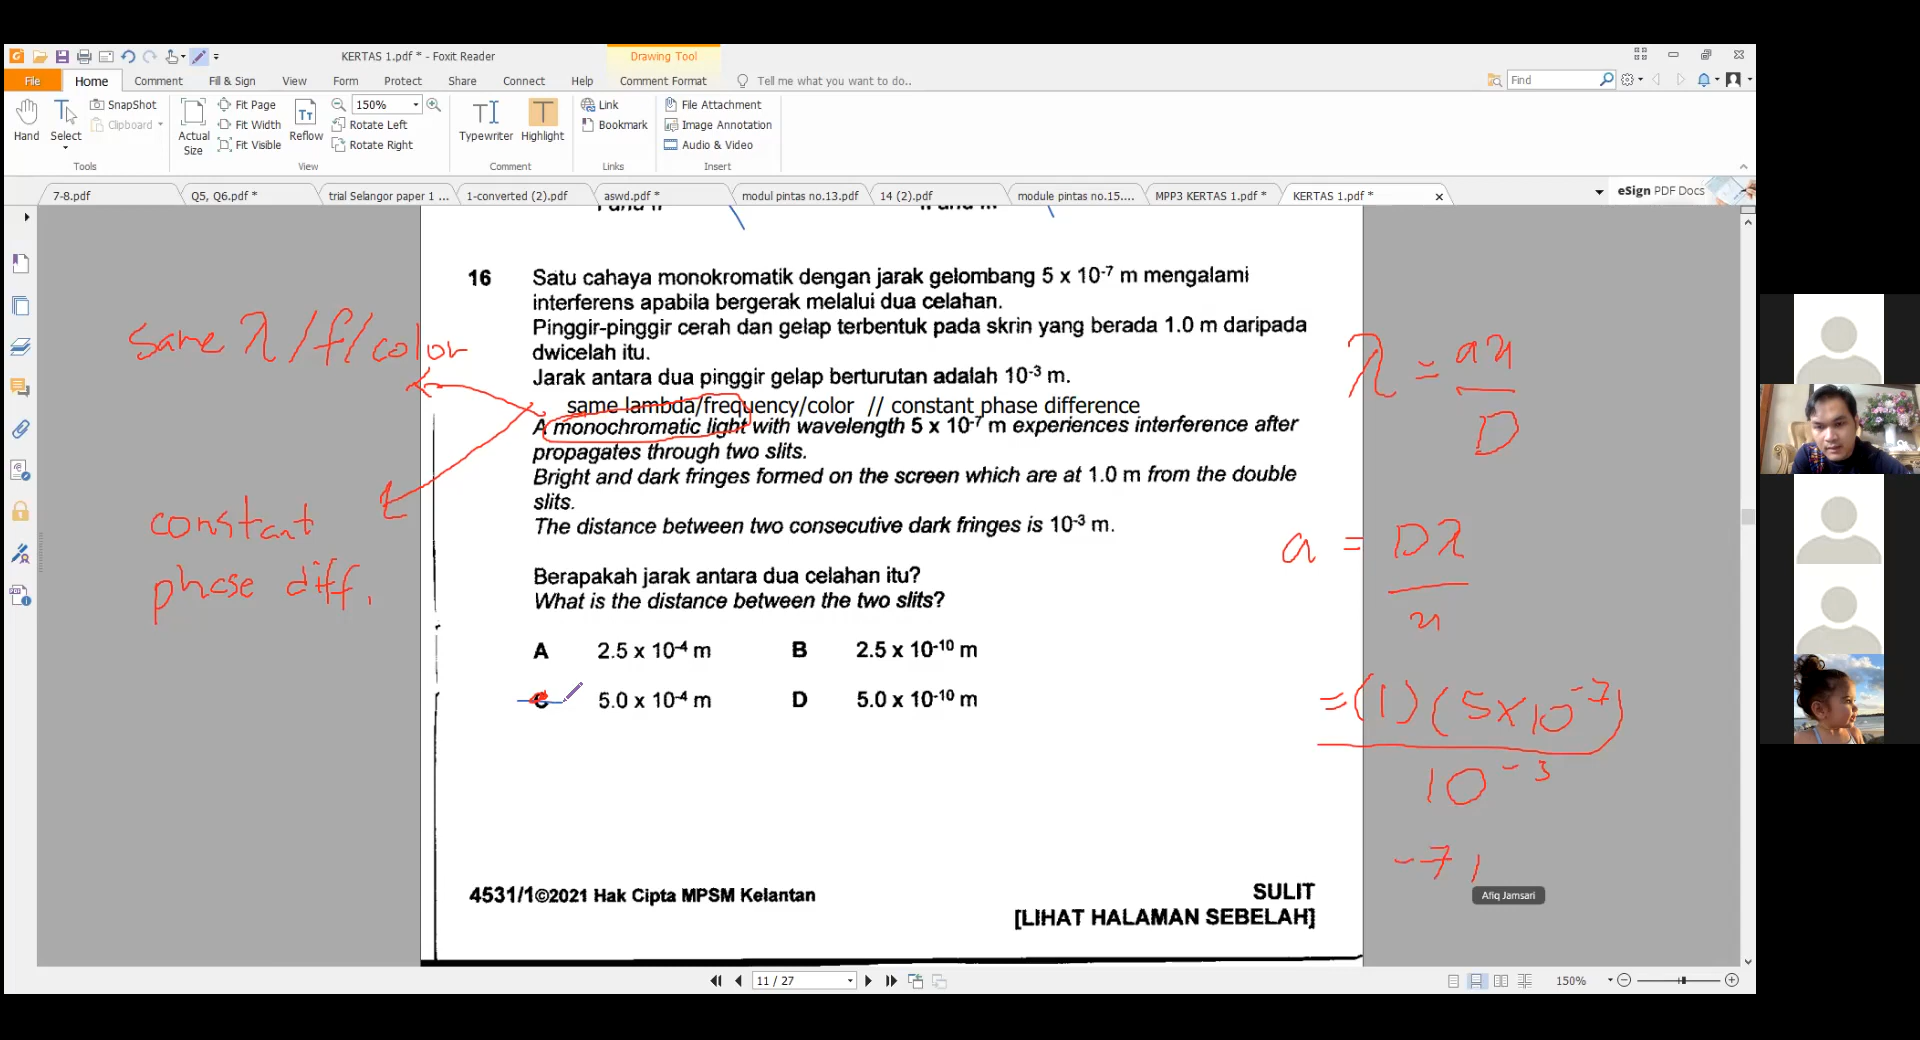 KERTAS 1.pdf * - Foxit Reader
Drawing Tool
File Home Comment Fill & Sign View Form Protect Share Connect Help Comment Format Tell me what you want to do.. Find
Hand
Select
SnapShot
Clipboard
Actual Size
Fit Page
Fit Width
Fit Visible
Reflow
150%
Rotate Left
Rotate Right
Typewriter
Highlight
Link
Bookmark
File Attachment
Image Annotation
Audio & Video
Tools View Comment Links Insert
7-8.pdf Q5, Q6.pdf * trial Selangor paper 1 ... 1-converted (2).pdf aswd.pdf * modul pintas no.13.pdf 14 (2).pdf module pintas no.15.... MPP3 KERTAS 1.pdf * KERTAS 1.pdf * eSign PDF Docs
16 Satu cahaya monokromatik dengan jarak gelombang 5 x 10⁻⁷ m mengalami
interferens apabila bergerak melalui dua celahan.
Pinggir-pinggir cerah dan gelap terbentuk pada skrin yang berada 1.0 m daripada
dwicelah itu.
Jarak antara dua pinggir gelap berturutan adalah 10⁻³ m.
same lambda/frequency/color // constant phase difference
A monochromatic light with wavelength 5 x 10⁻⁷ m experiences interference after
propagates through two slits.
Bright and dark fringes formed on the screen which are at 1.0 m from the double
slits.
The distance between two consecutive dark fringes is 10⁻³ m.
Berapakah jarak antara dua celahan itu?
What is the distance between the two slits?
A 2.5 x 10⁻⁴ m B 2.5 x 10⁻¹⁰ m
C 5.0 x 10⁻⁴ m D 5.0 x 10⁻¹⁰ m
4531/1©2021 Hak Cipta MPSM Kelantan
SULIT
[LIHAT HALAMAN SEBELAH]
same λ/f/color
constant
phase diff.
λ = ax
D
a = Dλ
x
= (1)(5x10⁻⁷)
10⁻³
-7
Afiq Jamsari
11 / 27
150%